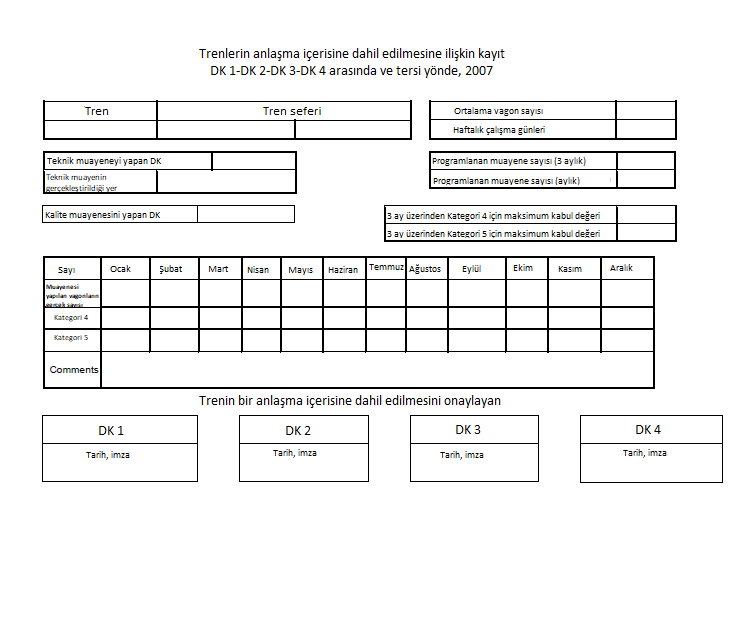 Trenlerin anlaşma içerisine dahil edilmesine ilişkin kayıt
DK 1-DK 2-DK 3-DK 4 arasında ve tersi yönde, 2007
Tren Tren seferi
Ortalama vagon sayısı
Haftalık çalışma günleri
Teknik muayeneyi yapan DK
Teknik muayenin
gerçekleştirildiği yer
Programlanan muayene sayısı (3 aylık)
Programlanan muayene sayısı (aylık)
Kalite muayenesini yapan DK
3 ay üzerinden Kategori 4 için maksimum kabul değeri
3 ay üzerinden Kategori 5 için maksimum kabul değeri
Sayı Ocak Şubat Mart Nisan Mayıs Haziran Temmuz Ağustos Eylül Ekim Kasım Aralık
Muayenesi
yapılan vagonların
gerçek sayısı
Kategori 4
Kategori 5
Comments
Trenin bir anlaşma içerisine dahil edilmesini onaylayan
DK 1 DK 2 DK 3 DK 4
Tarih, imza Tarih, imza Tarih, imza Tarih, imza